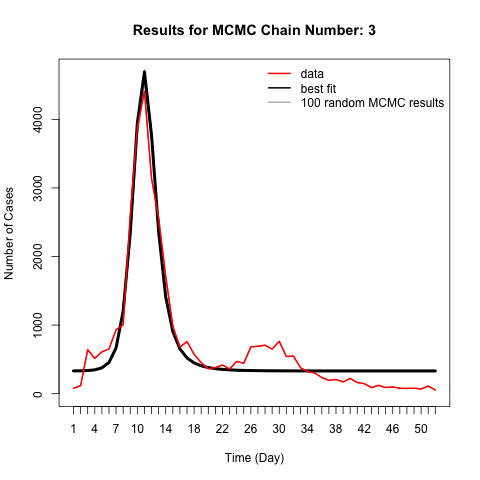 Results for MCMC Chain Number: 3
data
best fit
100 random MCMC results
Number of Cases
0
1000
2000
3000
4000
1 4 7 10 14 18 22 26 30 34 38 42 46 50
Time (Day)